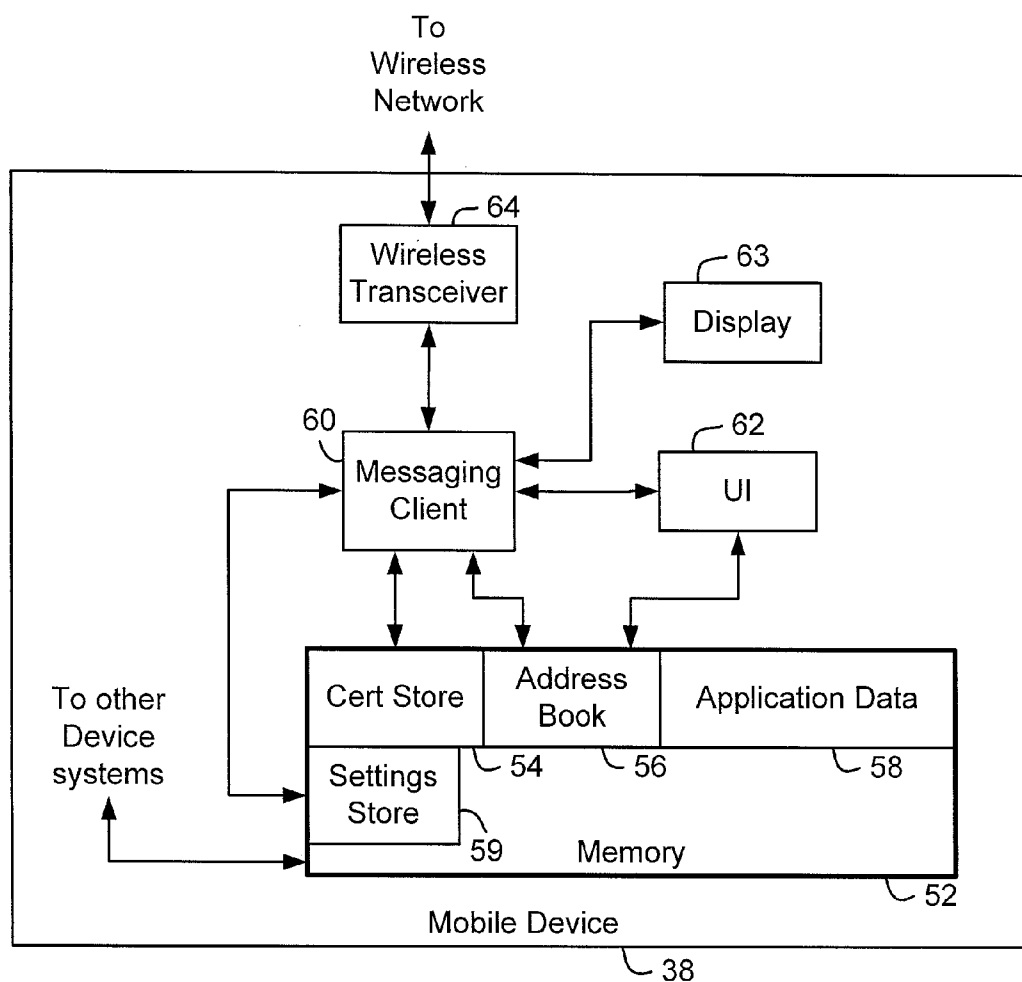 To
Wireless
Network
64
Wireless
Transceiver
63
Display
60
Messaging
Client
62
UI
Cert Store
Address
Book
Application Data
To other
Device
systems
54
56
58
Settings
Store
59
Memory
52
Mobile Device
38